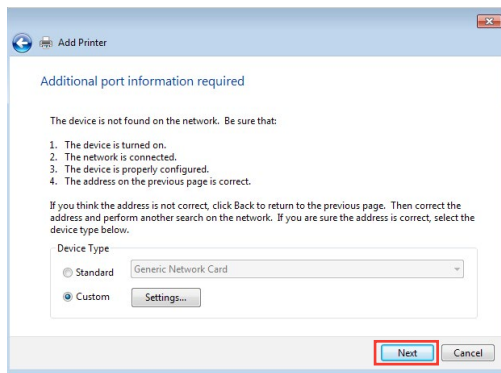 Add Printer
Additional port information required
The device is not found on the network. Be sure that:
1. The device is turned on.
2. The network is connected.
3. The device is properly configured.
4. The address on the previous page is correct.
If you think the address is not correct, click Back to return to the previous page. Then correct the
address and perform another search on the network. If you are sure the address is correct, select the
device type below.
Device Type
Standard Generic Network Card
Custom Settings...
Next Cancel